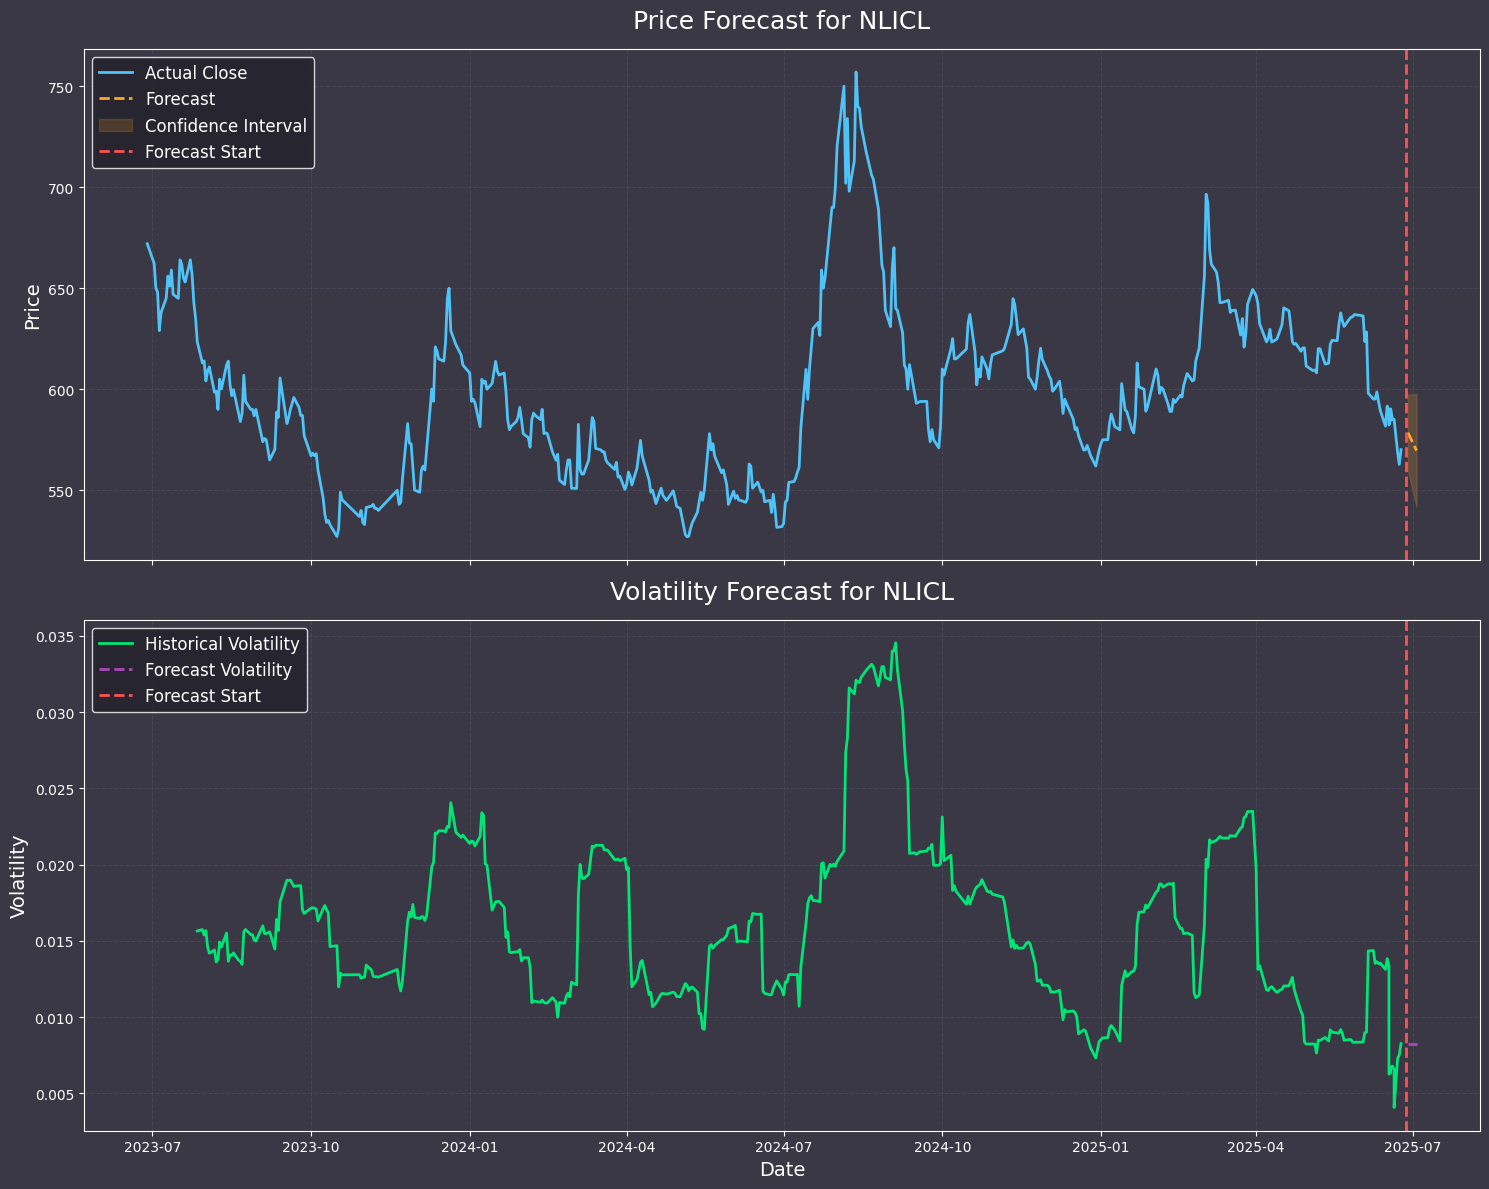 Price Forecast for NLICL
Actual Close
Forecast
Confidence Interval
Forecast Start
750
700
650
600
550
Price
Volatility Forecast for NLICL
Historical Volatility
Forecast Volatility
Forecast Start
0.035
0.030
0.025
0.020
0.015
0.010
0.005
Volatility
2023-07 2023-10 2024-01 2024-04 2024-07 2024-10 2025-01 2025-04 2025-07
Date